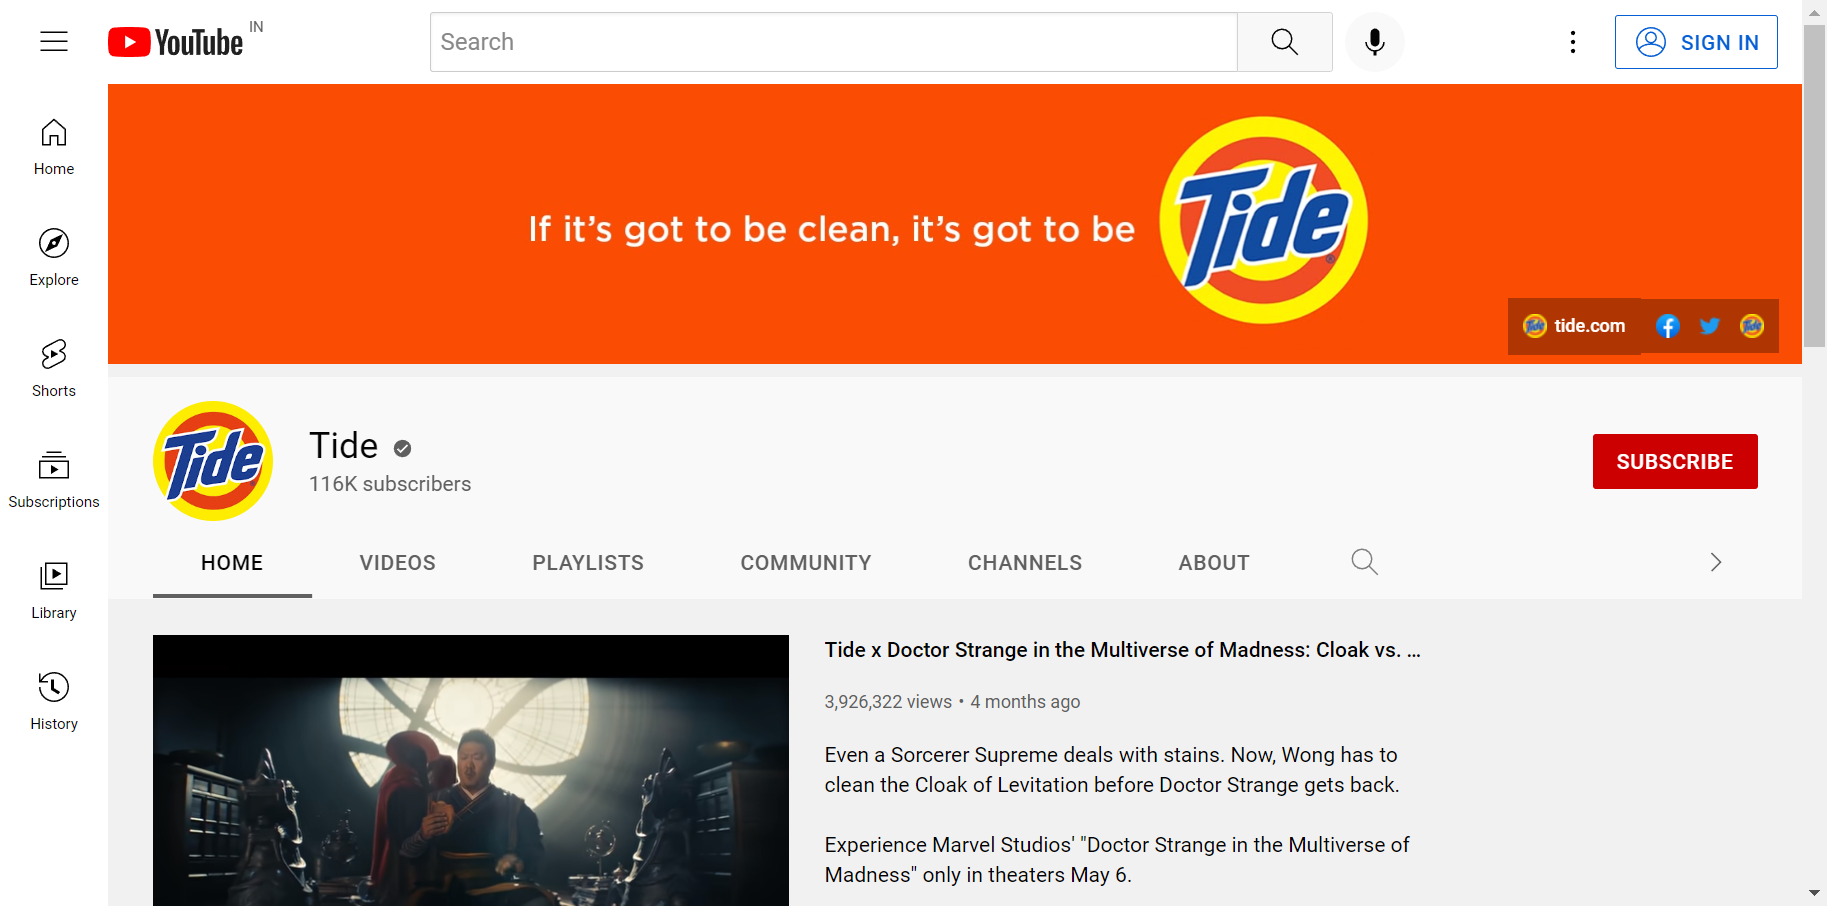 YouTube IN
Search
SIGN IN
Home
Explore
Shorts
Subscriptions
Library
History
If it's got to be clean, it's got to be Tide
Tide tide.com Tide
Tide
Tide
116K subscribers
SUBSCRIBE
HOME VIDEOS PLAYLISTS COMMUNITY CHANNELS ABOUT
Tide x Doctor Strange in the Multiverse of Madness: Cloak vs. ...
3,926,322 views • 4 months ago
Even a Sorcerer Supreme deals with stains. Now, Wong has to
clean the Cloak of Levitation before Doctor Strange gets back.
Experience Marvel Studios' "Doctor Strange in the Multiverse of
Madness" only in theaters May 6.